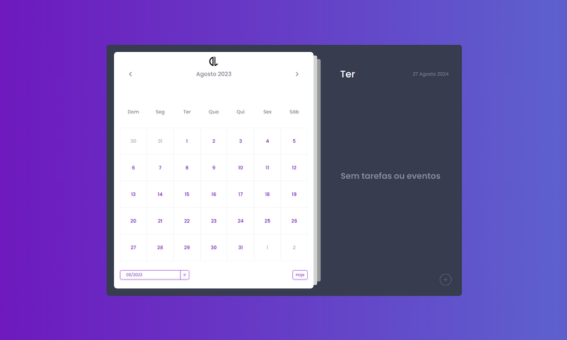 Agosto 2023
Dom Seg Ter Qua Qui Sex Sáb
30 31 1 2 3 4 5
6 7 8 9 10 11 12
13 14 15 16 17 18 19
20 21 22 23 24 25 26
27 28 29 30 31 1 2
Hoje
Ter
27 Agosto 2024
Sem tarefas ou eventos